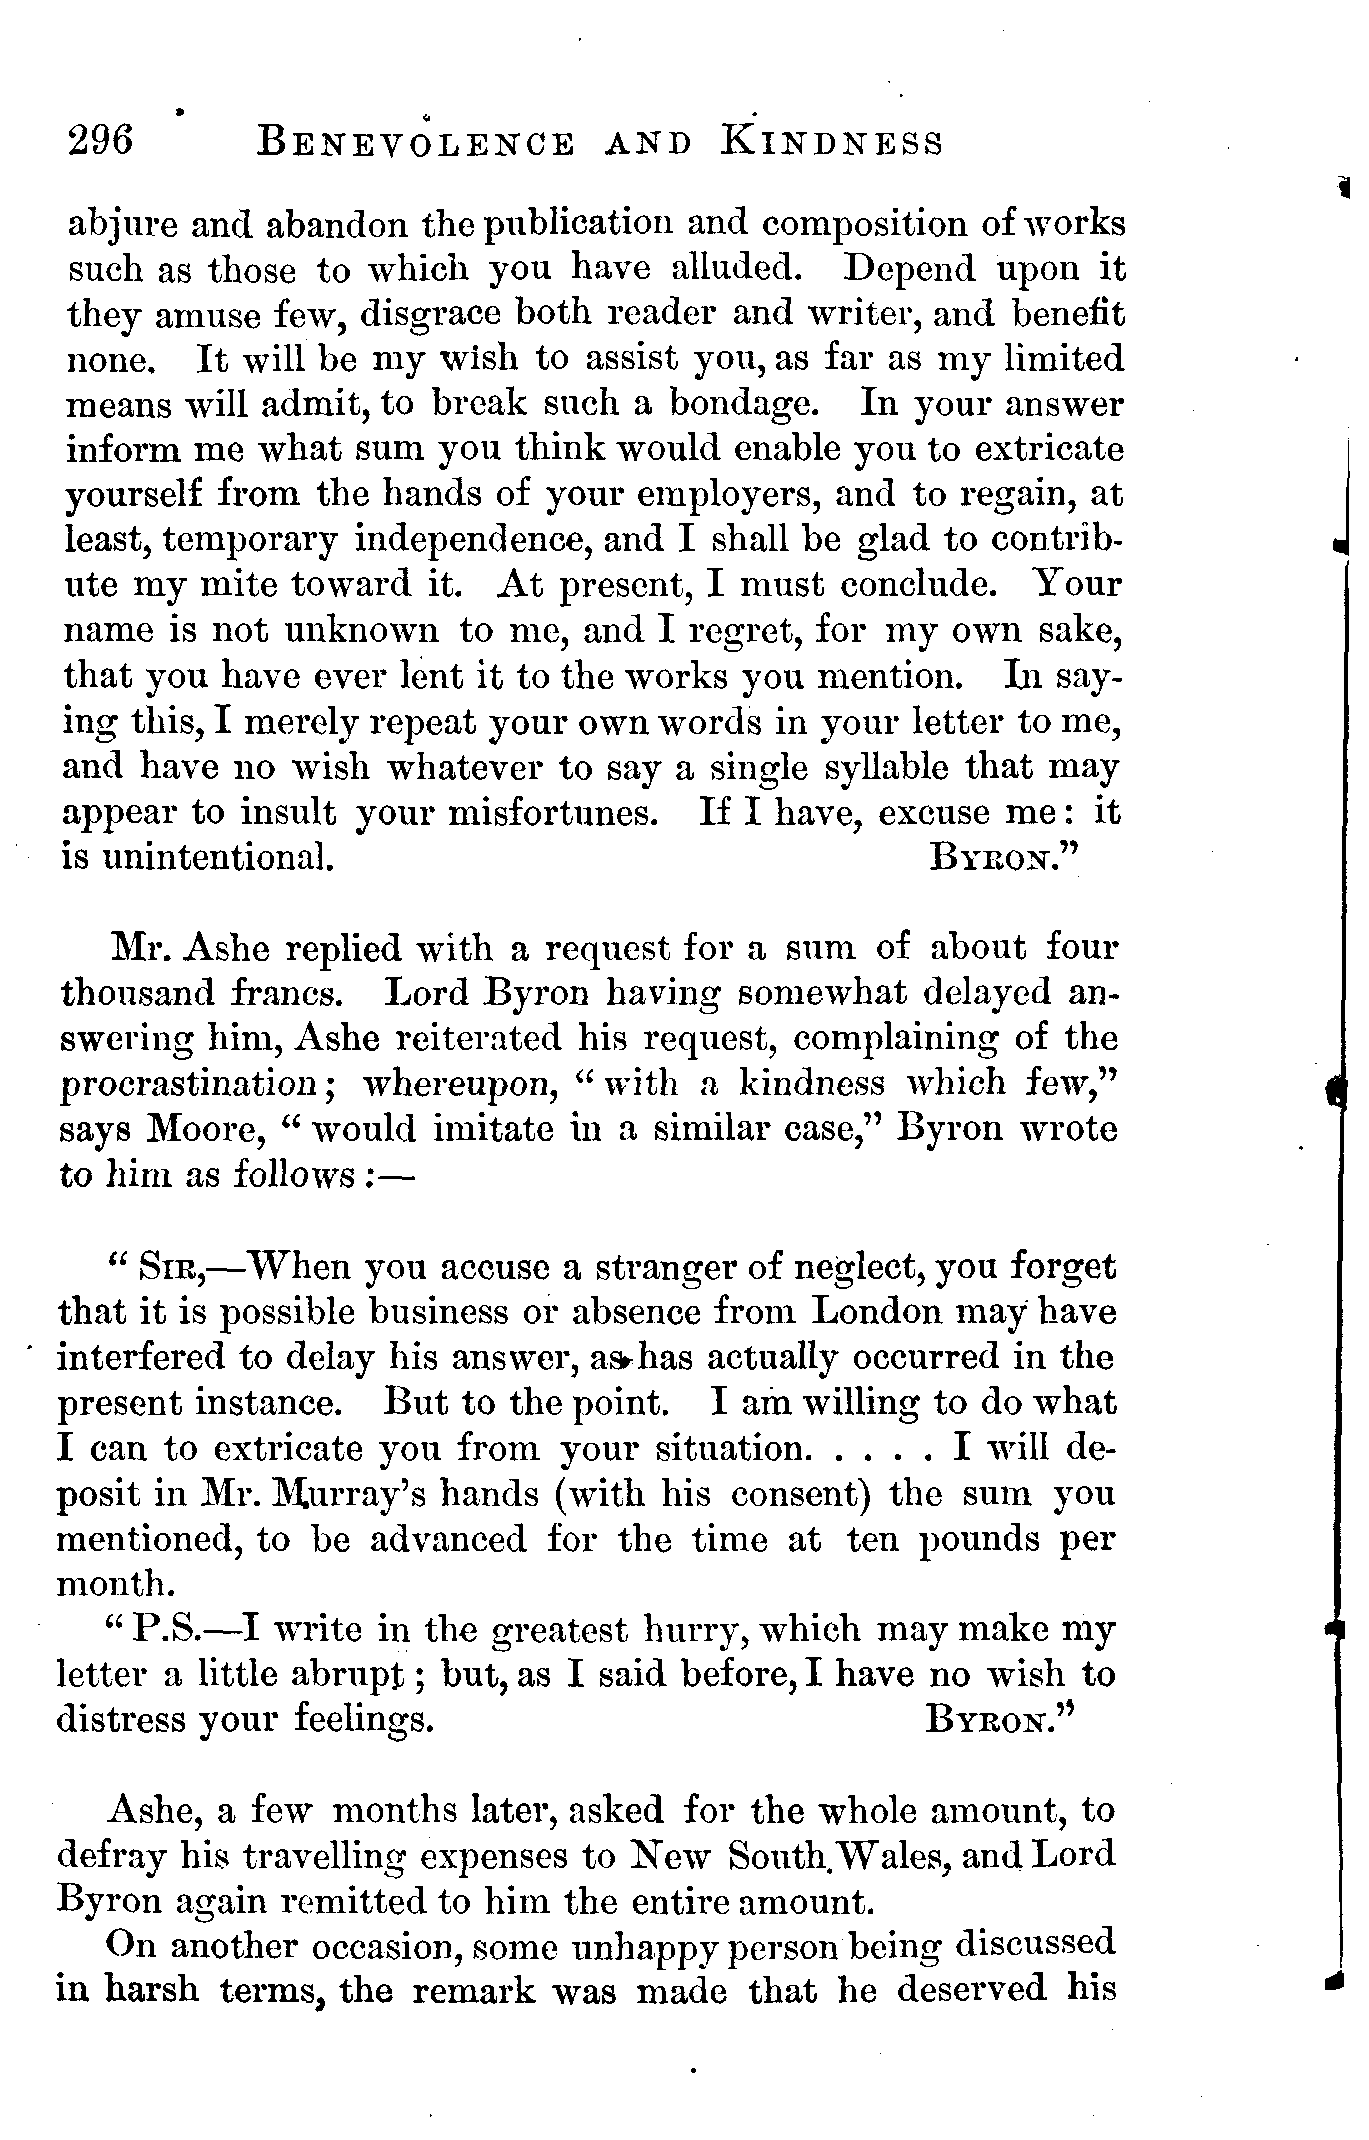 296 BENEVOLENCE AND KINDNESS
abjure and abandon the publication and composition of works
such as those to which you have alluded. Depend upon it
they amuse few, disgrace both reader and writer, and benefit
none. It will be my wish to assist you, as far as my limited
means will admit, to break such a bondage. In your answer
inform me what sum you think would enable you to extricate
yourself from the hands of your employers, and to regain, at
least, temporary independence, and I shall be glad to contrib-
ute my mite toward it. At present, I must conclude. Your
name is not unknown to me, and I regret, for my own sake,
that you have ever lent it to the works you mention. In say-
ing this, I merely repeat your own words in your letter to me,
and have no wish whatever to say a single syllable that may
appear to insult your misfortunes. If I have, excuse me: it
is unintentional. BYRON."
Mr. Ashe replied with a request for a sum of about four
thousand francs. Lord Byron having somewhat delayed an-
swering him, Ashe reiterated his request, complaining of the
procrastination; whereupon, "with a kindness which few,"
says Moore, "would imitate in a similar case," Byron wrote
to him as follows:—
"SIR,—When you accuse a stranger of neglect, you forget
that it is possible business or absence from London may have
interfered to delay his answer, as has actually occurred in the
present instance. But to the point. I am willing to do what
I can to extricate you from your situation. . . . . I will de-
posit in Mr. Murray's hands (with his consent) the sum you
mentioned, to be advanced for the time at ten pounds per
month.
"P.S.—I write in the greatest hurry, which may make my
letter a little abrupt; but, as I said before, I have no wish to
distress your feelings. BYRON."
Ashe, a few months later, asked for the whole amount, to
defray his travelling expenses to New South Wales, and Lord
Byron again remitted to him the entire amount.
On another occasion, some unhappy person being discussed
in harsh terms, the remark was made that he deserved his